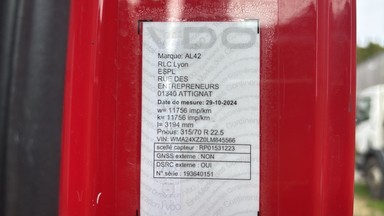 VDO
Marque: AL42
RLC Lyon
ESPL
RUE DES
ENTREPRENEURS
01340 ATTIGNAT
Date de mesure: 29-10-2024
w= 11756 imp/km
k= 11756 imp/km
l= 3194 mm
Pneus: 315/70 R 22,5
VIN: WMA24XZZ0LM845566
scellé capteur : RP01531223
GNSS externe : NON
DSRC externe : OUI
N° série : 193640151